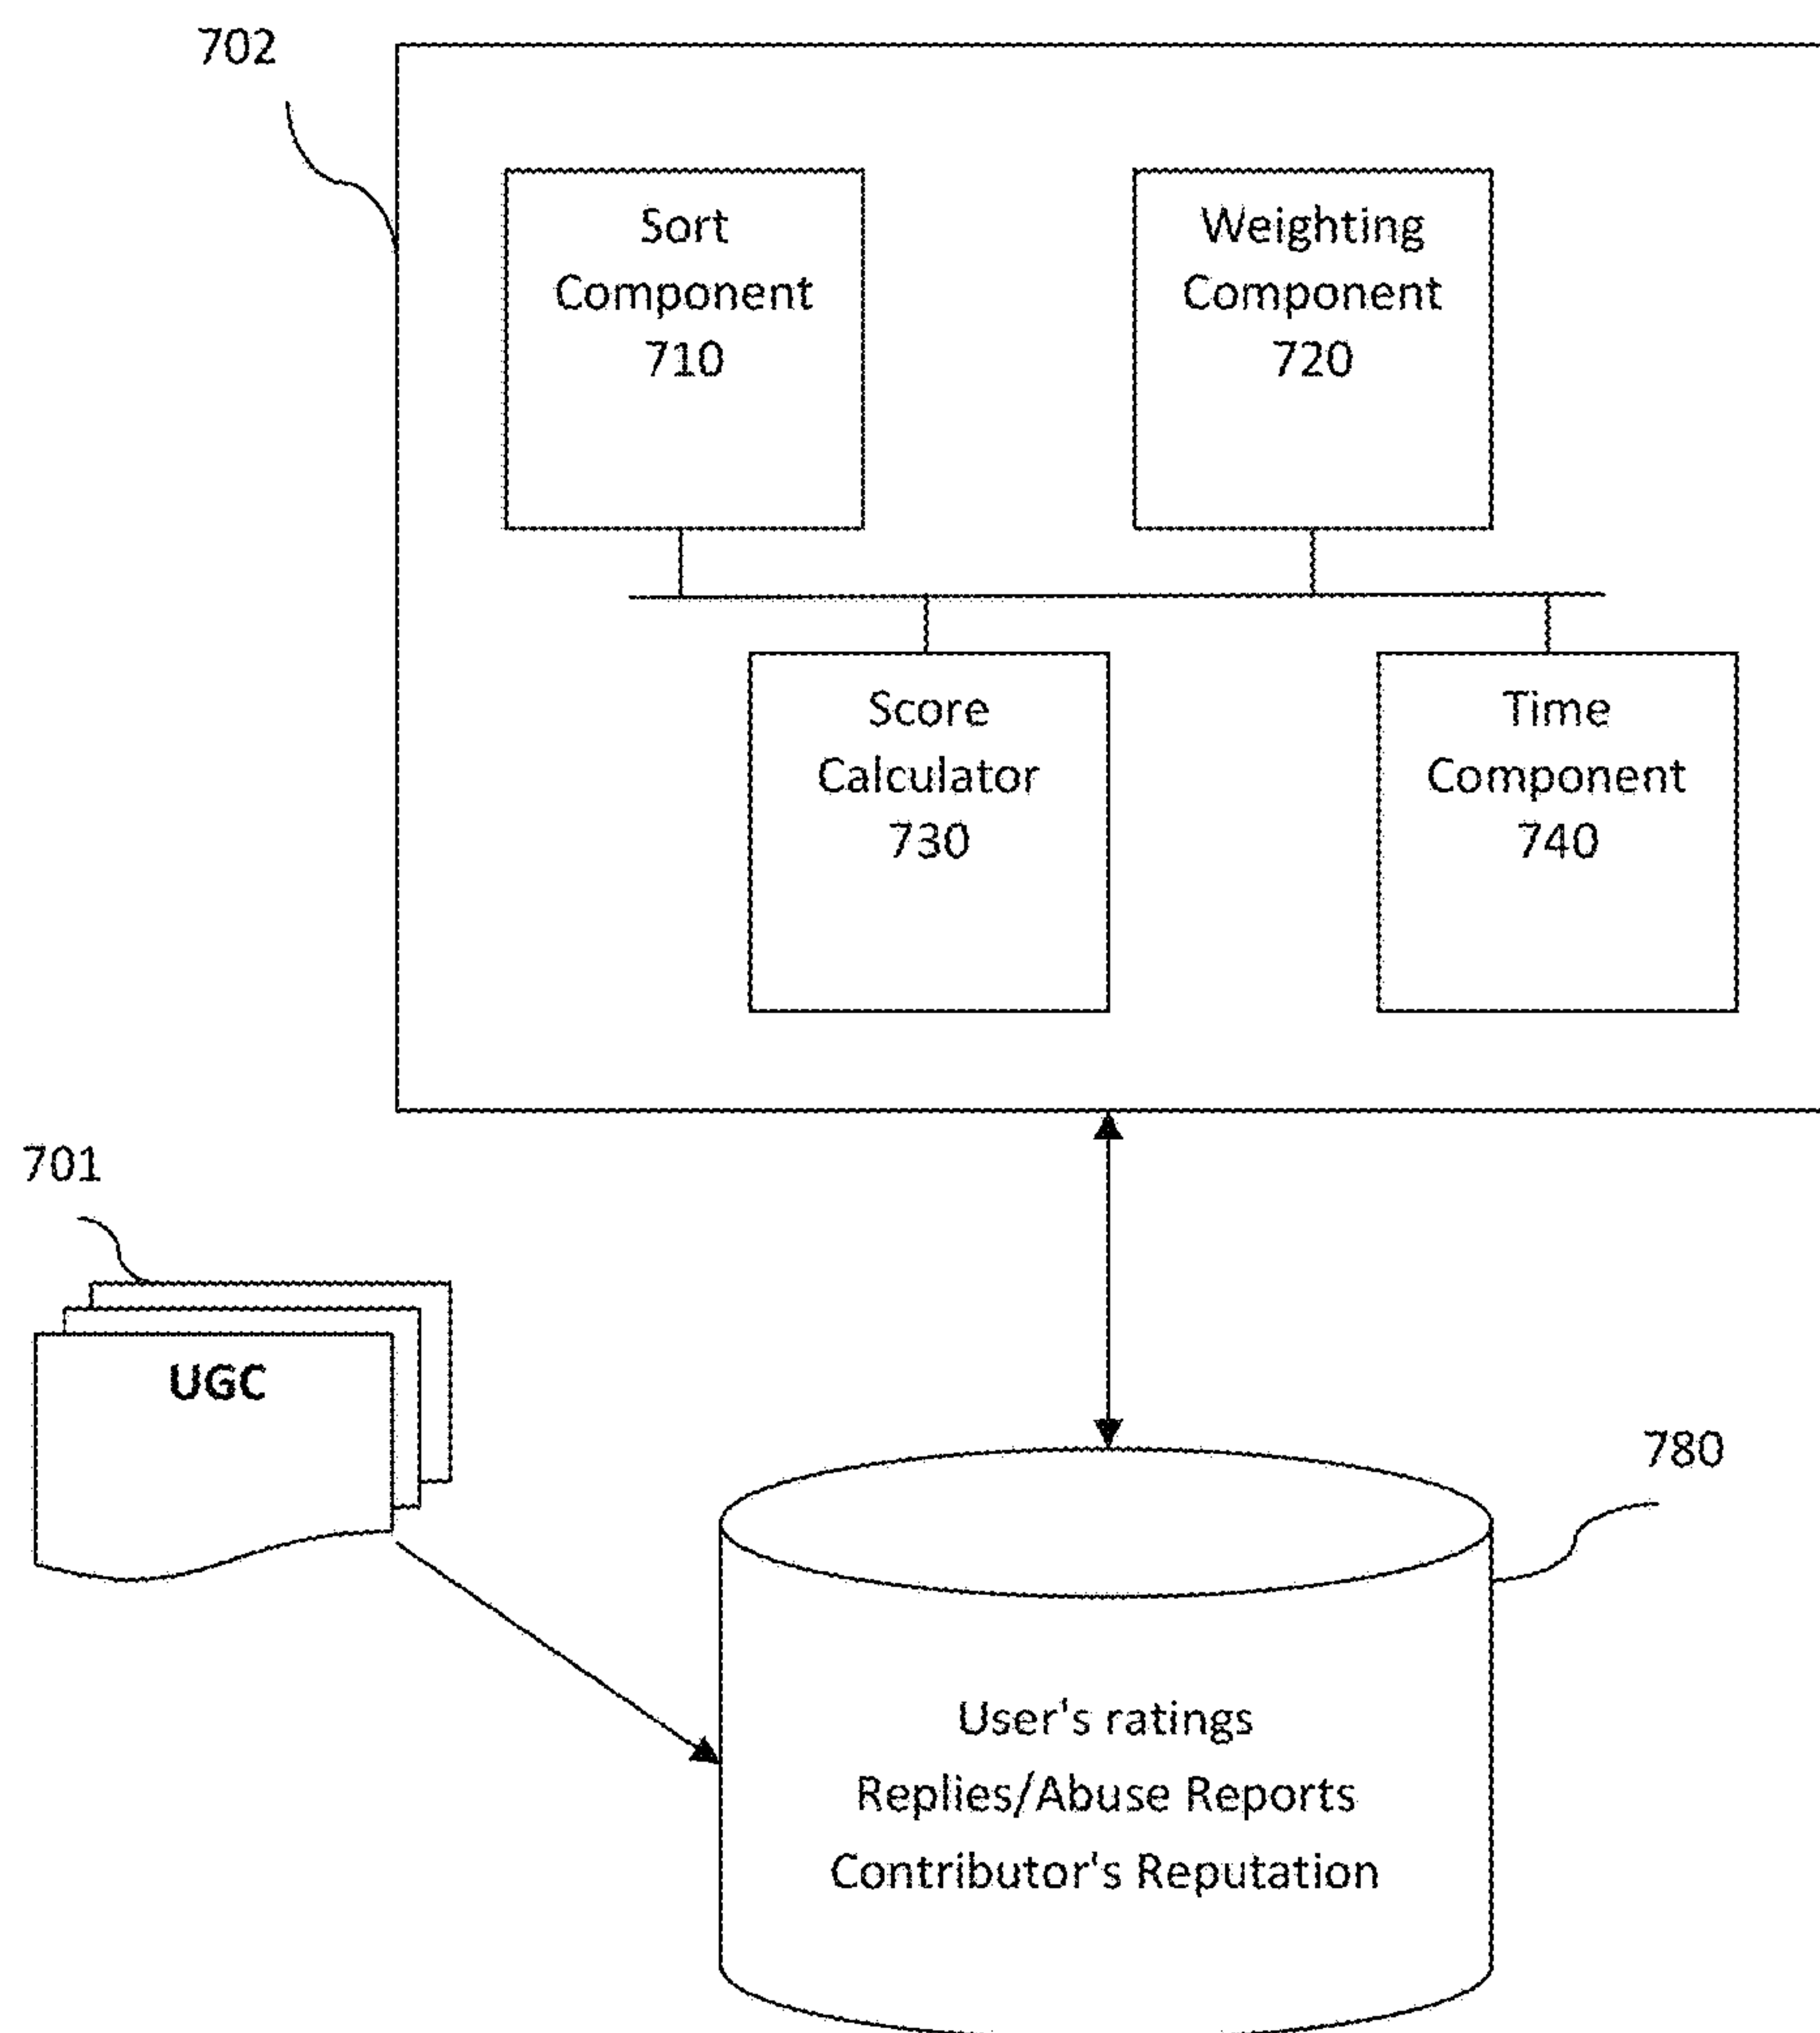 702
Sort
Component
710
Weighting
Component
720
Score
Calculator
730
Time
Component
740
701
UGC
780
User's ratings
Replies/Abuse Reports
Contributor's Reputation